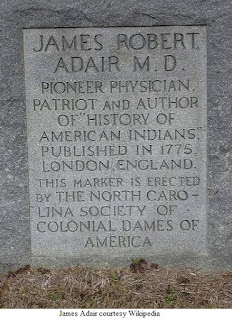 JAMES ROBERT
ADAIR M.D.
PIONEER PHYSICIAN,
PATRIOT AND AUTHOR
OF "HISTORY OF
AMERICAN INDIANS,"
PUBLISHED IN 1775
LONDON, ENGLAND.
THIS MARKER IS ERECTED
BY THE NORTH CARO-
LINA SOCIETY OF
COLONIAL DAMES OF
AMERICA
James Adair courtesy Wikipedia